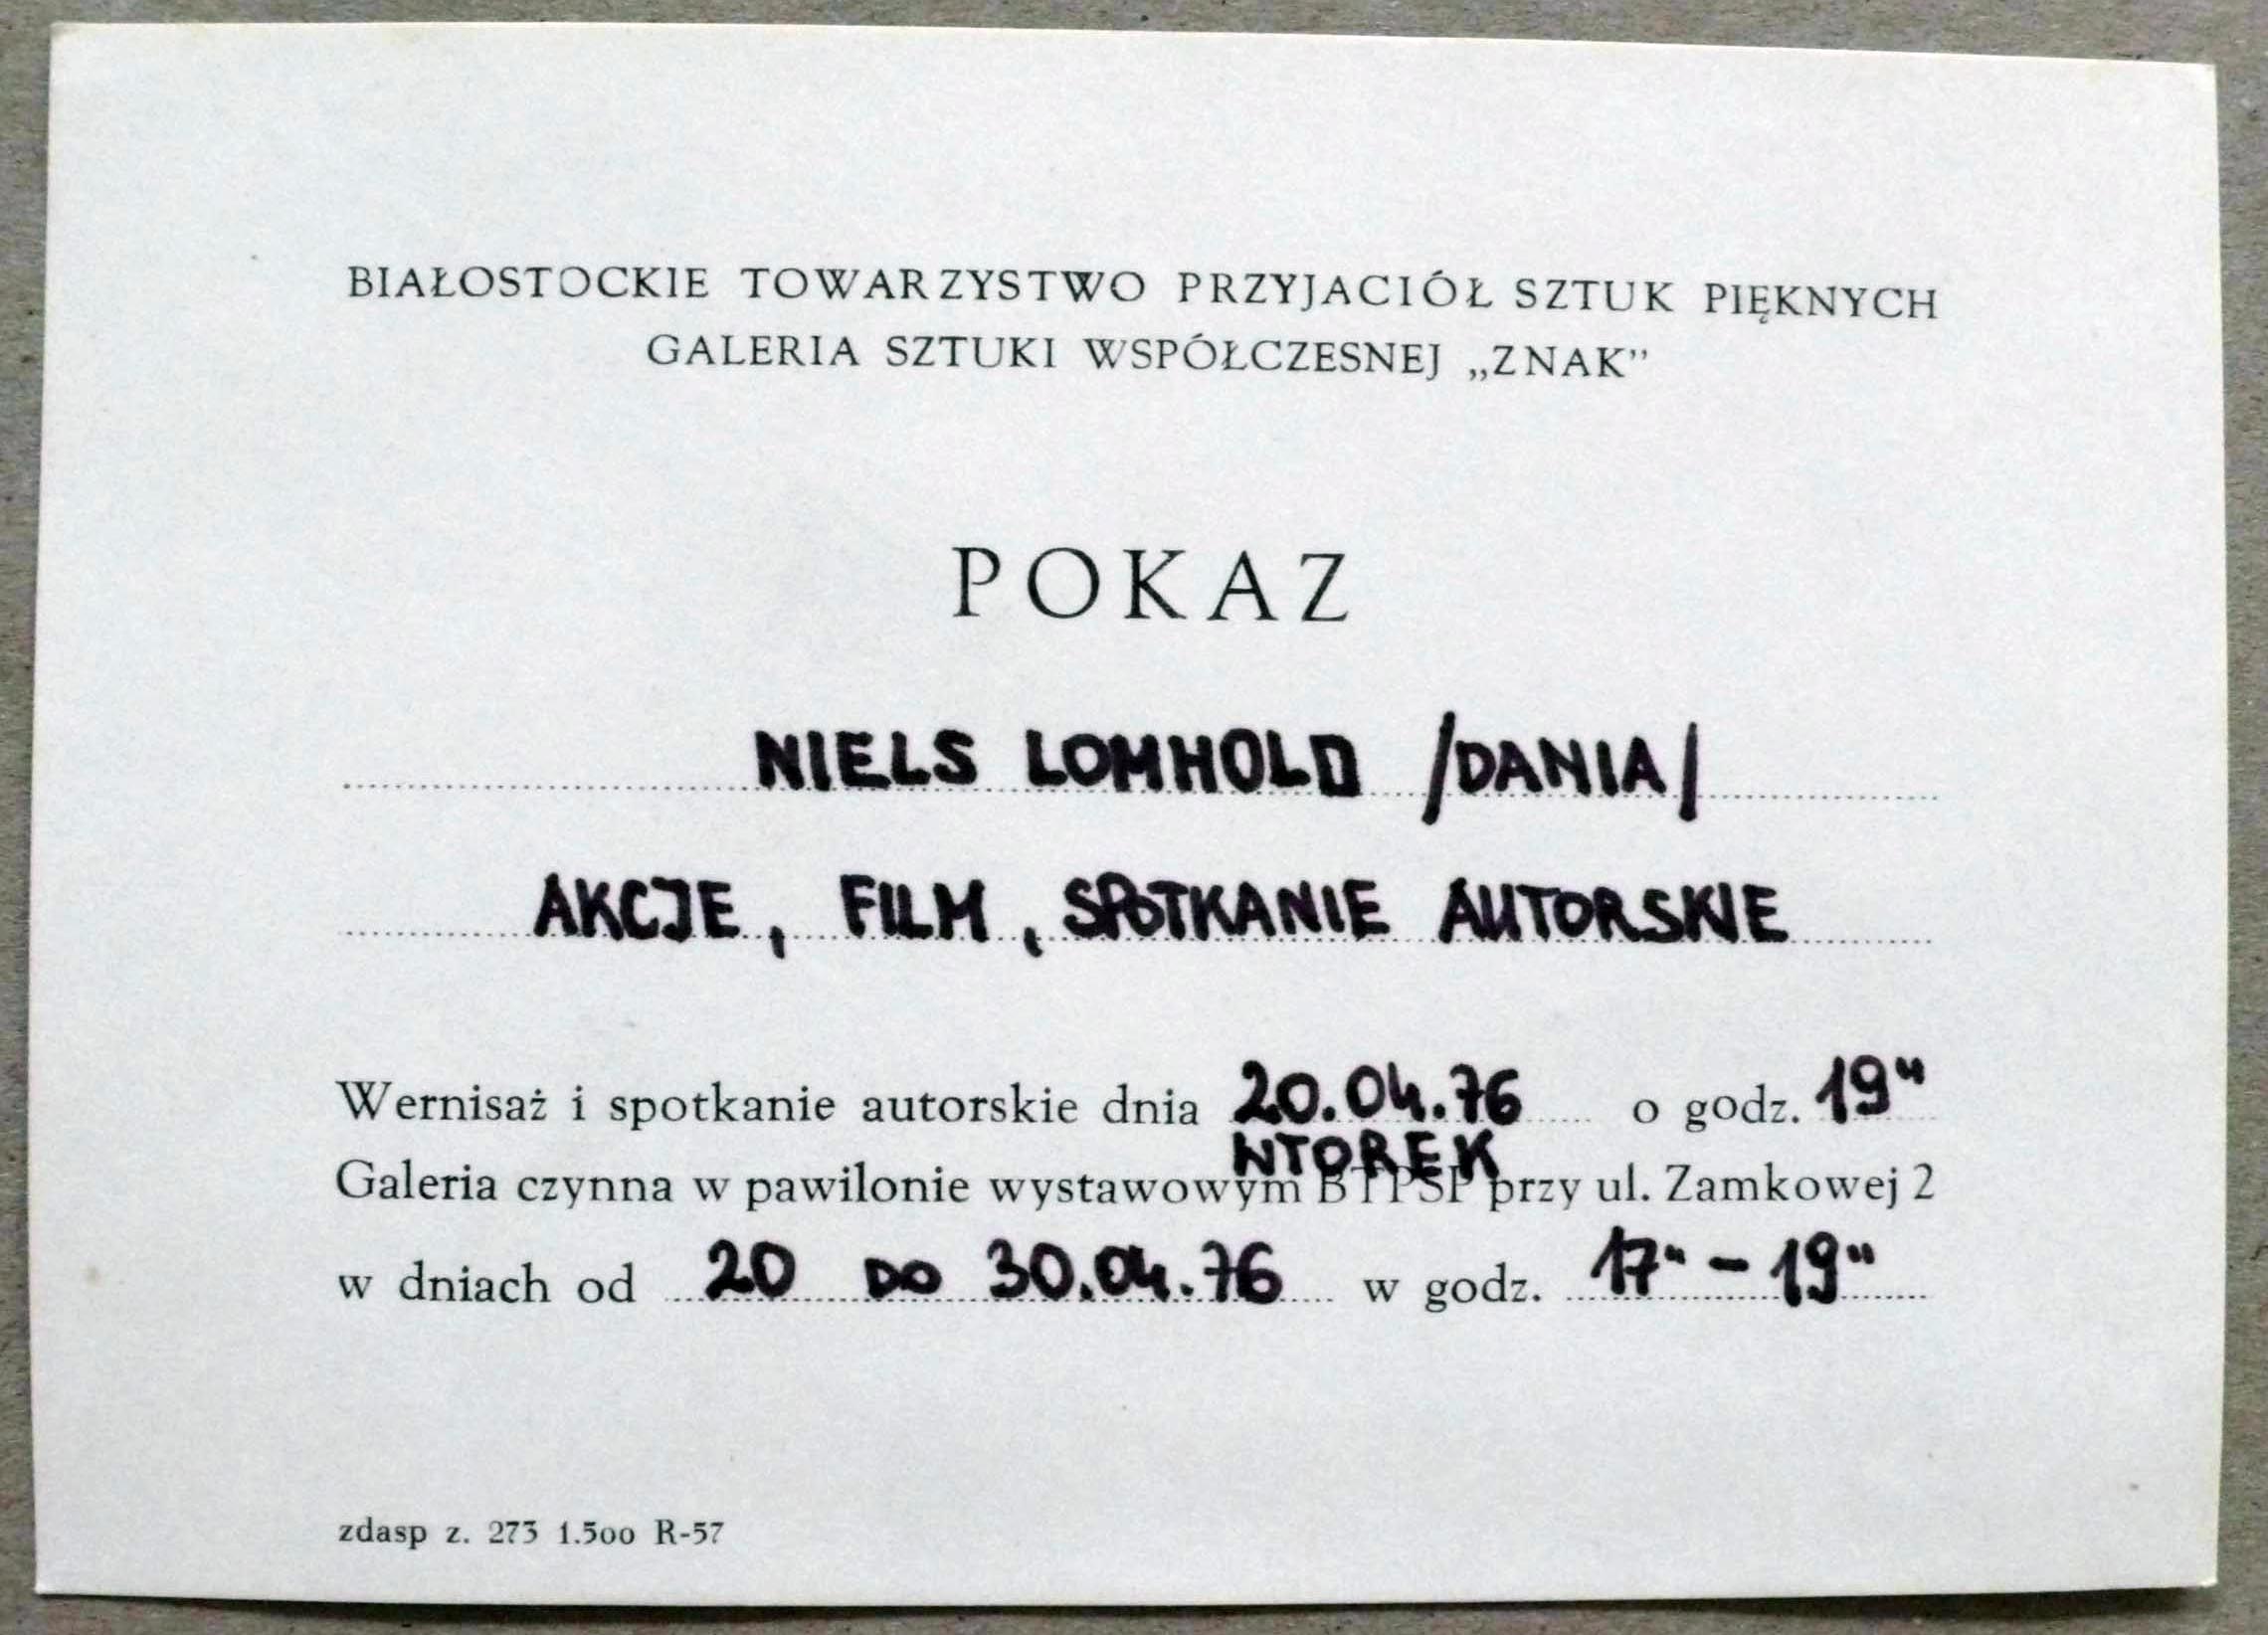 BIAŁOSTOCKIE TOWARZYSTWO PRZYJACIÓŁ SZTUK PIĘKNYCH
GALERIA SZTUKI WSPÓŁCZESNEJ „ZNAK”
POKAZ
NIELS LOMHOLD /DANIA/
AKCJE, FILM, SPOTKANIE AUTORSKIE
Wernisaż i spotkanie autorskie dnia 20.04.76 o godz. 19"
WTOREK
Galeria czynna w pawilonie wystawowym BTPSP przy ul. Zamkowej 2
w dniach od 20 DO 30.04.76 w godz. 17" - 19"
zdasp z. 273 1.500 R-57